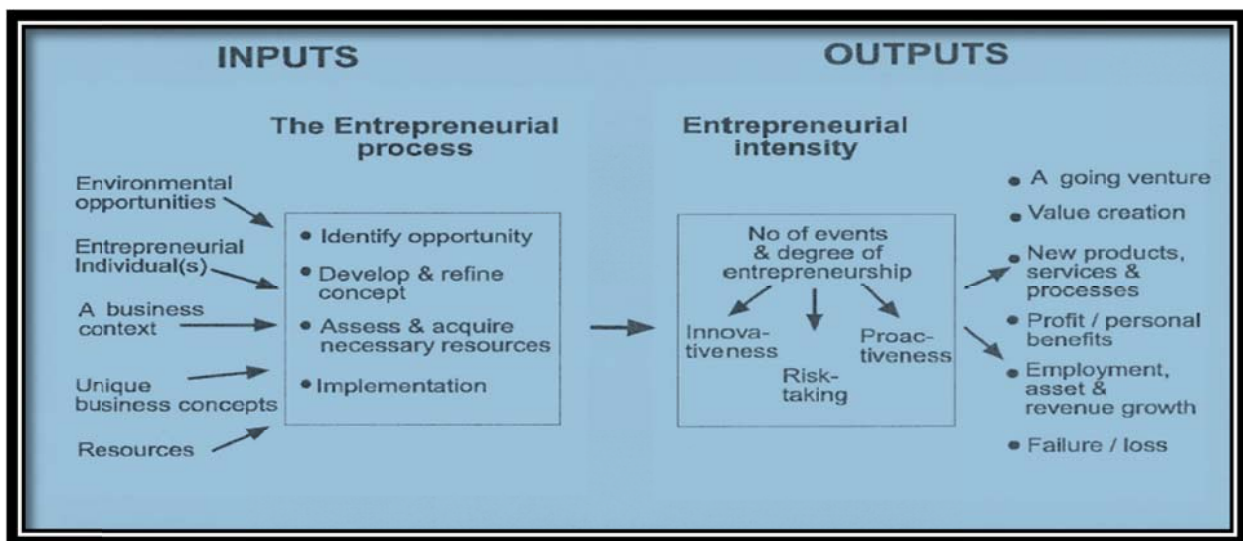 INPUTS
OUTPUTS
The Entrepreneurial
process
Environmental
opportunities
Entrepreneurial
Individual(s)
A business
context
Unique
business concepts
Resources
• Identify opportunity
• Develop & refine
concept
• Assess & acquire
necessary resources
• Implementation
Entrepreneurial
intensity
No of events
& degree of
entrepreneurship
Innova-
tiveness
Risk-
taking
Proac-
tiveness
• A going venture
• Value creation
• New products,
services &
processes
• Profit / personal
benefits
• Employment,
asset &
revenue growth
• Failure / loss